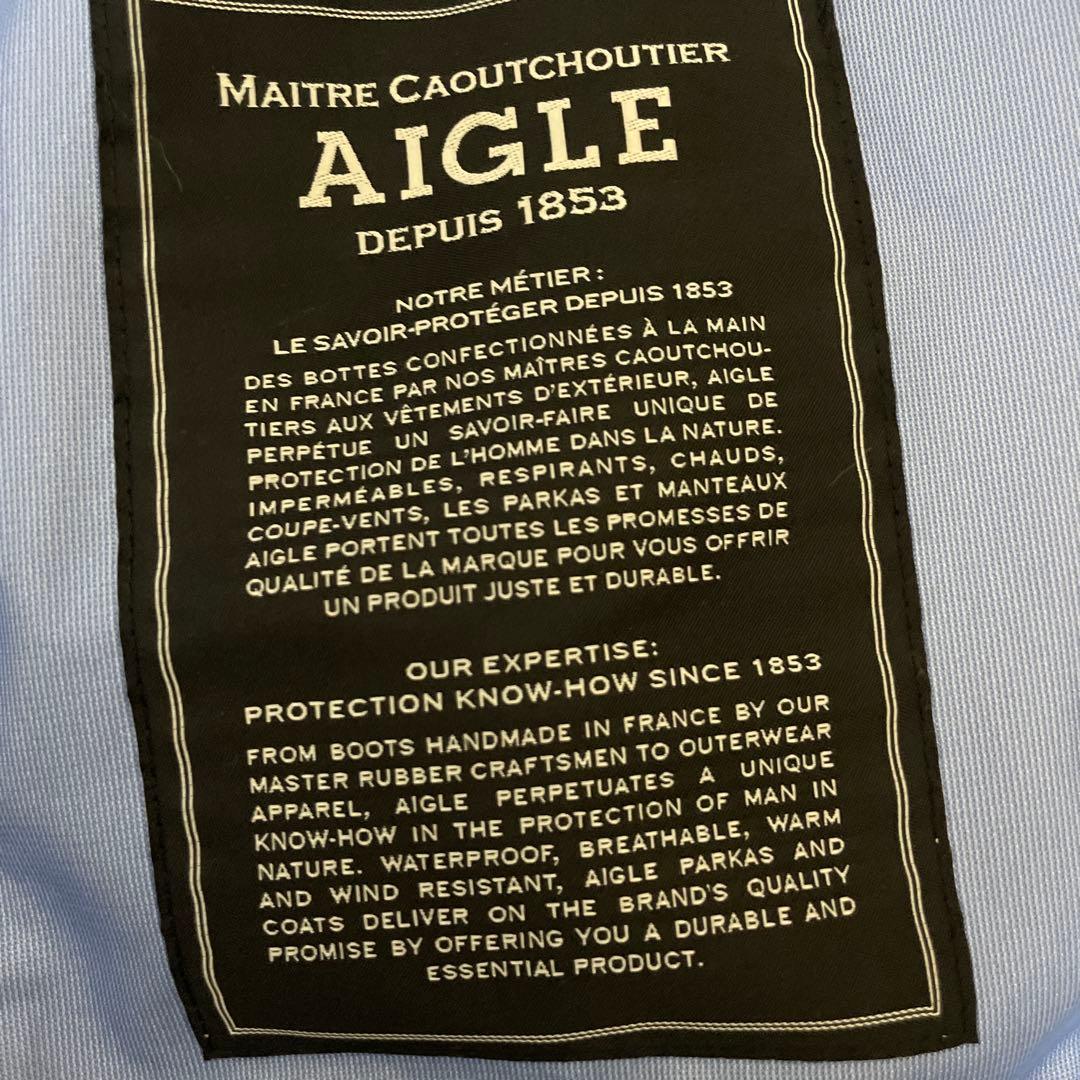 MAITRE CAOUTCHOUTIER
AIGLE
DEPUIS 1853
NOTRE MÉTIER :
LE SAVOIR-PROTÉGER DEPUIS 1853
DES BOTTES CONFECTIONNÉES À LA MAIN
EN FRANCE PAR NOS MAÎTRES CAOUTCHOU-
TIERS AUX VÊTEMENTS D'EXTÉRIEUR, AIGLE
PERPÉTUE UN SAVOIR-FAIRE UNIQUE DE
PROTECTION DE L'HOMME DANS LA NATURE.
IMPERMÉABLES, RESPIRANTS, CHAUDS,
COUPE-VENTS, LES PARKAS ET MANTEAUX
AIGLE PORTENT TOUTES LES PROMESSES DE
QUALITÉ DE LA MARQUE POUR VOUS OFFRIR
UN PRODUIT JUSTE ET DURABLE.
OUR EXPERTISE:
PROTECTION KNOW-HOW SINCE 1853
FROM BOOTS HANDMADE IN FRANCE BY OUR
MASTER RUBBER CRAFTSMEN TO OUTERWEAR
APPAREL, AIGLE PERPETUATES A UNIQUE
KNOW-HOW IN THE PROTECTION OF MAN IN
NATURE. WATERPROOF, BREATHABLE, WARM
AND WIND RESISTANT, AIGLE PARKAS AND
COATS DELIVER ON THE BRAND'S QUALITY
PROMISE BY OFFERING YOU A DURABLE AND
ESSENTIAL PRODUCT.